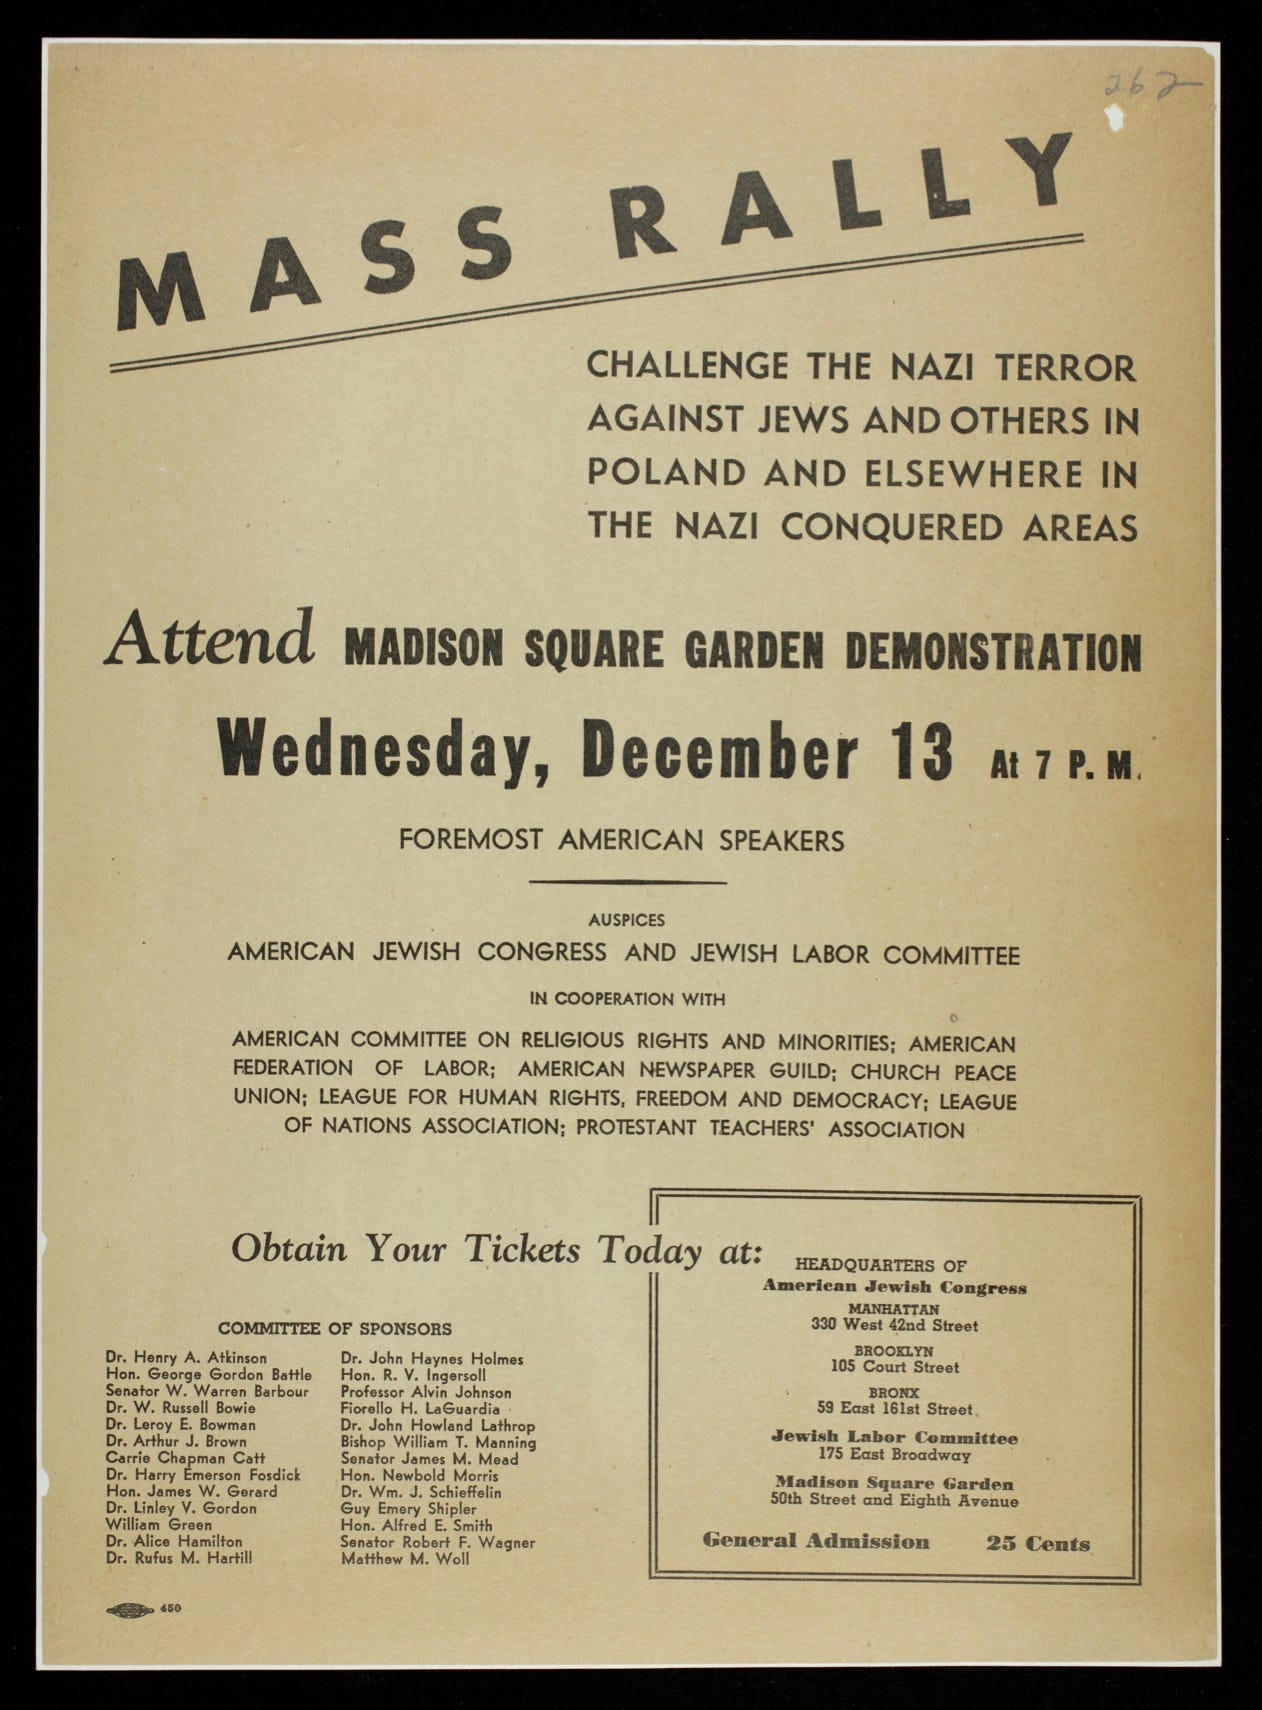 262
MASS RALLY
CHALLENGE THE NAZI TERROR
AGAINST JEWS AND OTHERS IN
POLAND AND ELSEWHERE IN
THE NAZI CONQUERED AREAS
Attend MADISON SQUARE GARDEN DEMONSTRATION
Wednesday, December 13 At 7 P. M.
FOREMOST AMERICAN SPEAKERS
AUSPICES
AMERICAN JEWISH CONGRESS AND JEWISH LABOR COMMITTEE
IN COOPERATION WITH
AMERICAN COMMITTEE ON RELIGIOUS RIGHTS AND MINORITIES; AMERICAN
FEDERATION OF LABOR; AMERICAN NEWSPAPER GUILD; CHURCH PEACE
UNION; LEAGUE FOR HUMAN RIGHTS, FREEDOM AND DEMOCRACY; LEAGUE
OF NATIONS ASSOCIATION; PROTESTANT TEACHERS' ASSOCIATION
Obtain Your Tickets Today at:
COMMITTEE OF SPONSORS
Dr. Henry A. Atkinson
Hon. George Gordon Battle
Senator W. Warren Barbour
Dr. W. Russell Bowie
Dr. Leroy E. Bowman
Dr. Arthur J. Brown
Carrie Chapman Catt
Dr. Harry Emerson Fosdick
Hon. James W. Gerard
Dr. Linley V. Gordon
William Green
Dr. Alice Hamilton
Dr. Rufus M. Hartill
Dr. John Haynes Holmes
Hon. R. V. Ingersoll
Professor Alvin Johnson
Fiorello H. LaGuardia
Dr. John Howland Lathrop
Bishop William T. Manning
Senator James M. Mead
Hon. Newbold Morris
Dr. Wm. J. Schieffelin
Guy Emery Shipler
Hon. Alfred E. Smith
Senator Robert F. Wagner
Matthew M. Woll
HEADQUARTERS OF
American Jewish Congress
MANHATTAN
330 West 42nd Street
BROOKLYN
105 Court Street
BRONX
59 East 161st Street
Jewish Labor Committee
175 East Broadway
Madison Square Garden
50th Street and Eighth Avenue
General Admission 25 Cents
450